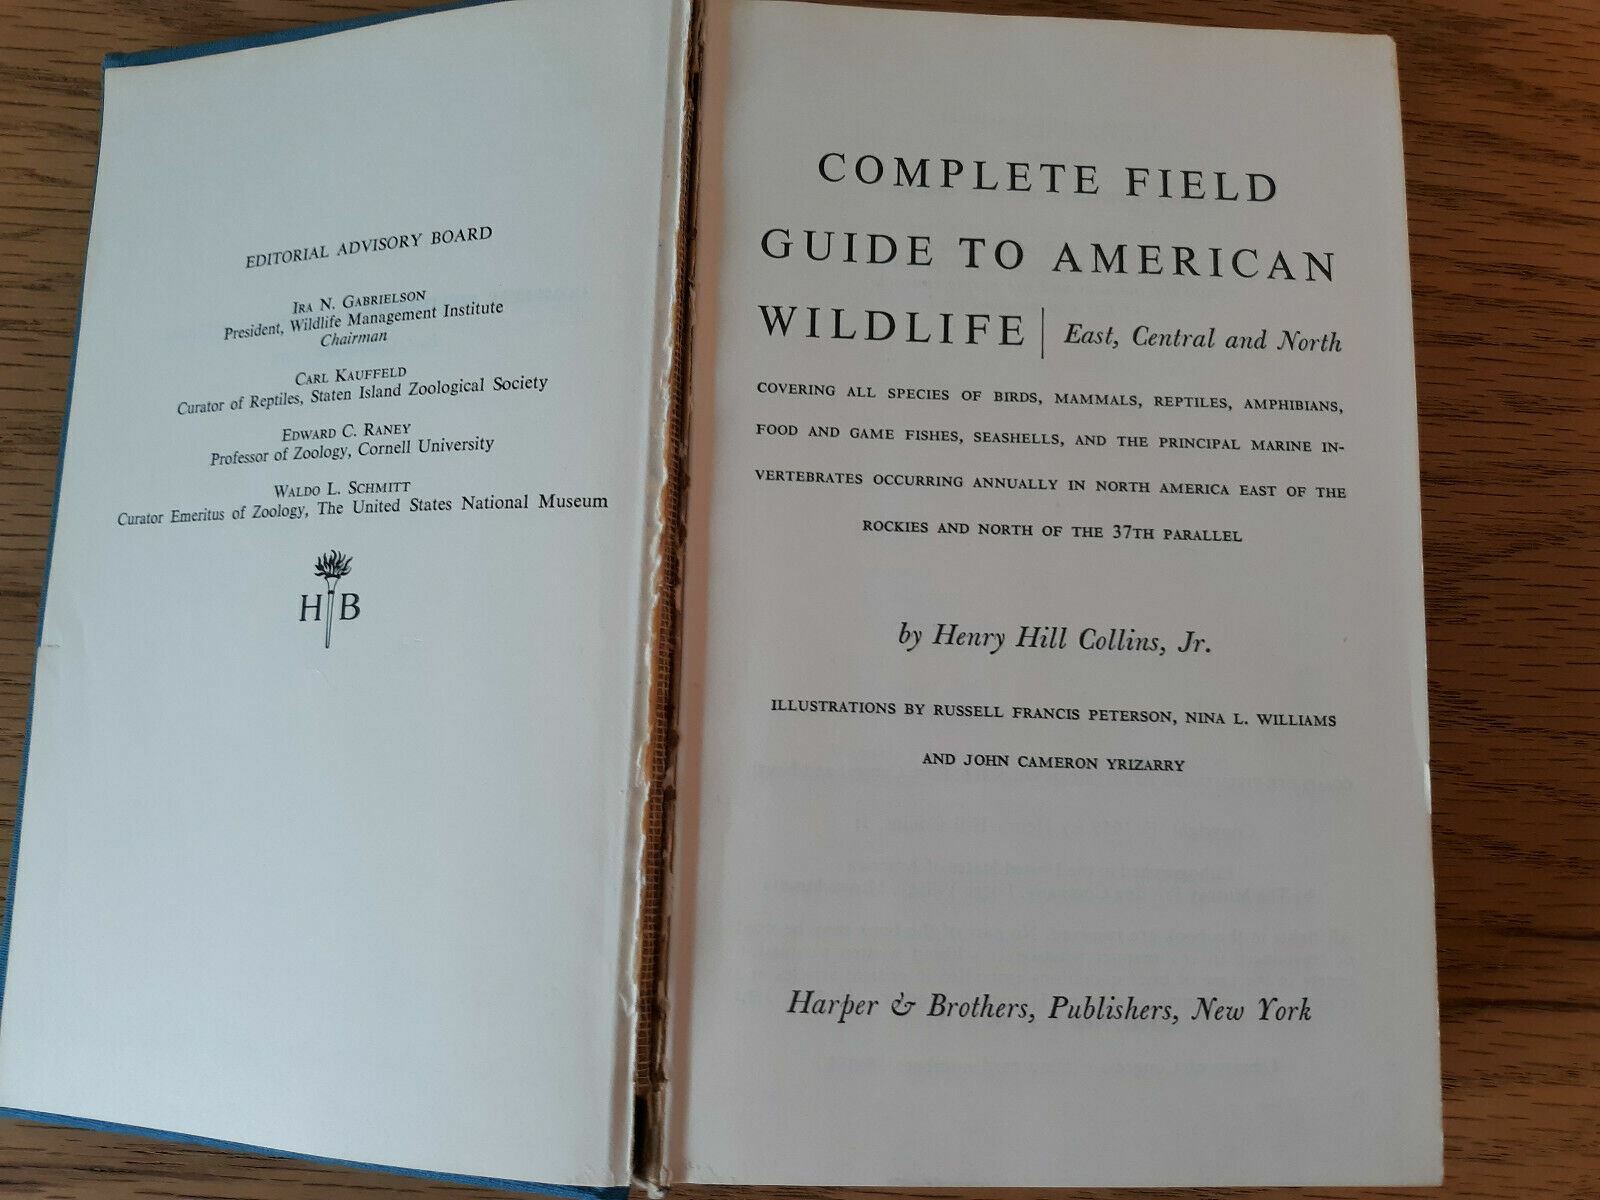 EDITORIAL ADVISORY BOARD
IRA N. GABRIELSON
President, Wildlife Management Institute
Chairman
CARL KAUFFELD
Curator of Reptiles, Staten Island Zoological Society
EDWARD C. RANEY
Professor of Zoology, Cornell University
WALDO L. SCHMITT
Curator Emeritus of Zoology, The United States National Museum
H B
COMPLETE FIELD
GUIDE TO AMERICAN
WILDLIFE | East, Central and North
COVERING ALL SPECIES OF BIRDS, MAMMALS, REPTILES, AMPHIBIANS,
FOOD AND GAME FISHES, SEASHELLS, AND THE PRINCIPAL MARINE IN-
VERTEBRATES OCCURRING ANNUALLY IN NORTH AMERICA EAST OF THE
ROCKIES AND NORTH OF THE 37TH PARALLEL
by Henry Hill Collins, Jr.
ILLUSTRATIONS BY RUSSELL FRANCIS PETERSON, NINA L. WILLIAMS
AND JOHN CAMERON YRIZARRY
Harper & Brothers, Publishers, New York